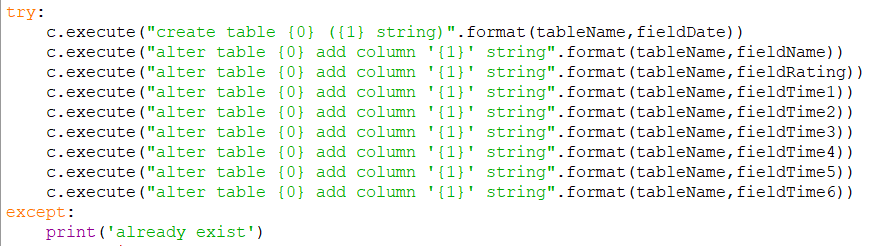 try:
    c.execute("create table {0} ({1} string)".format(tableName,fieldDate))
    c.execute("alter table {0} add column '{1}' string".format(tableName,fieldName))
    c.execute("alter table {0} add column '{1}' string".format(tableName,fieldRating))
    c.execute("alter table {0} add column '{1}' string".format(tableName,fieldTime1))
    c.execute("alter table {0} add column '{1}' string".format(tableName,fieldTime2))
    c.execute("alter table {0} add column '{1}' string".format(tableName,fieldTime3))
    c.execute("alter table {0} add column '{1}' string".format(tableName,fieldTime4))
    c.execute("alter table {0} add column '{1}' string".format(tableName,fieldTime5))
    c.execute("alter table {0} add column '{1}' string".format(tableName,fieldTime6))
except:
    print('already exist')